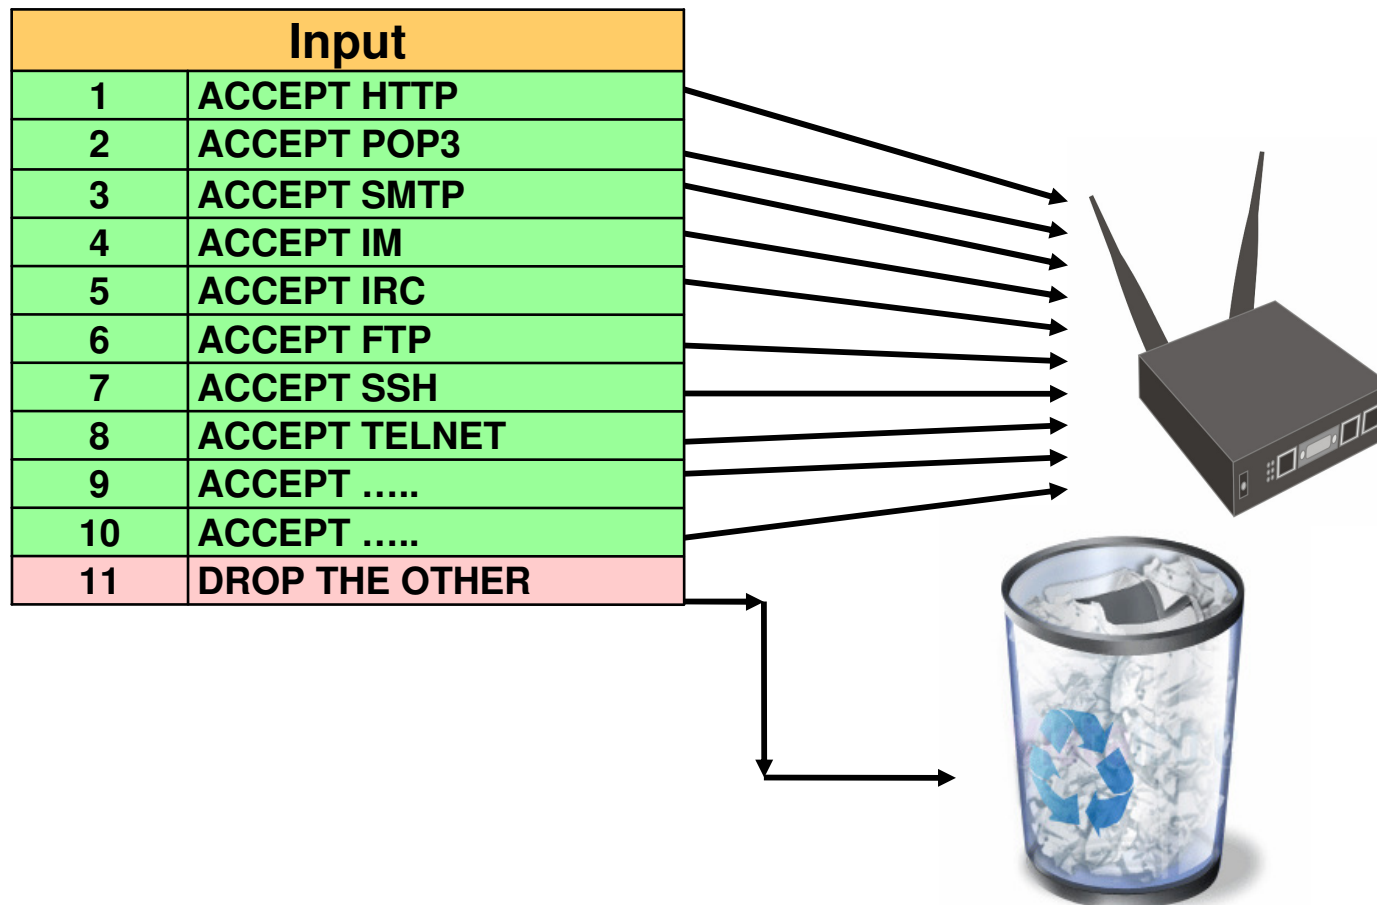 Input
1 ACCEPT HTTP
2 ACCEPT POP3
3 ACCEPT SMTP
4 ACCEPT IM
5 ACCEPT IRC
6 ACCEPT FTP
7 ACCEPT SSH
8 ACCEPT TELNET
9 ACCEPT …..
10 ACCEPT …..
11 DROP THE OTHER